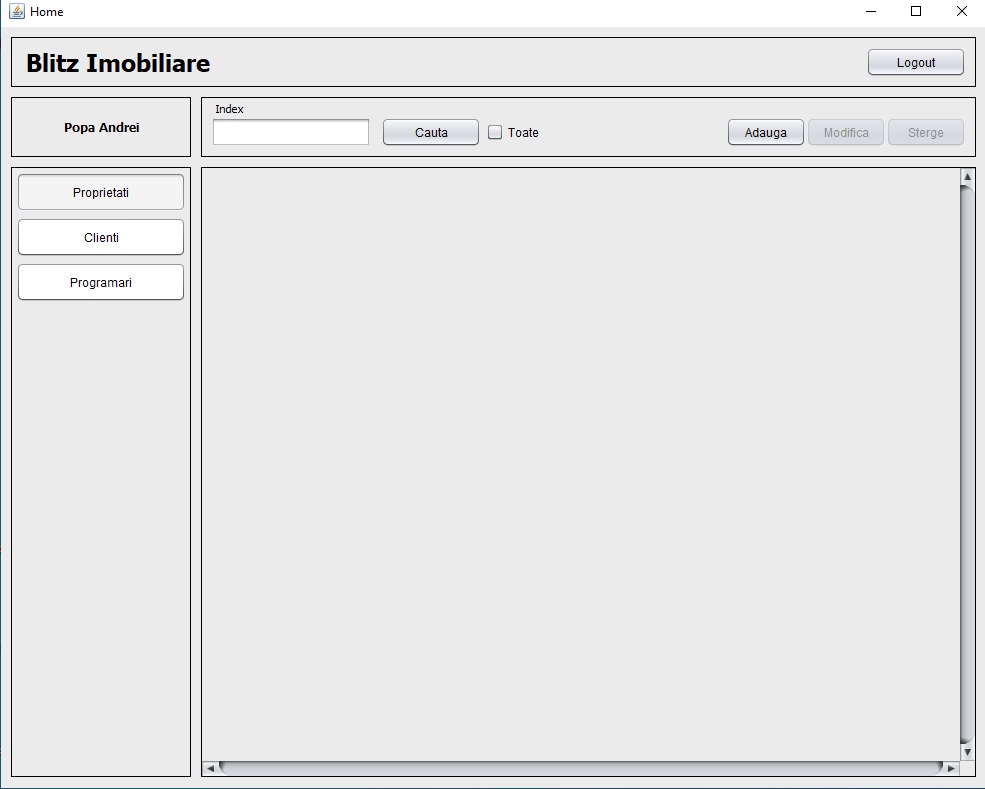 Home
Blitz Imobiliare
Logout
Popa Andrei
Index
Cauta
Toate
Adauga
Modifica
Sterge
Proprietati
Clienti
Programari